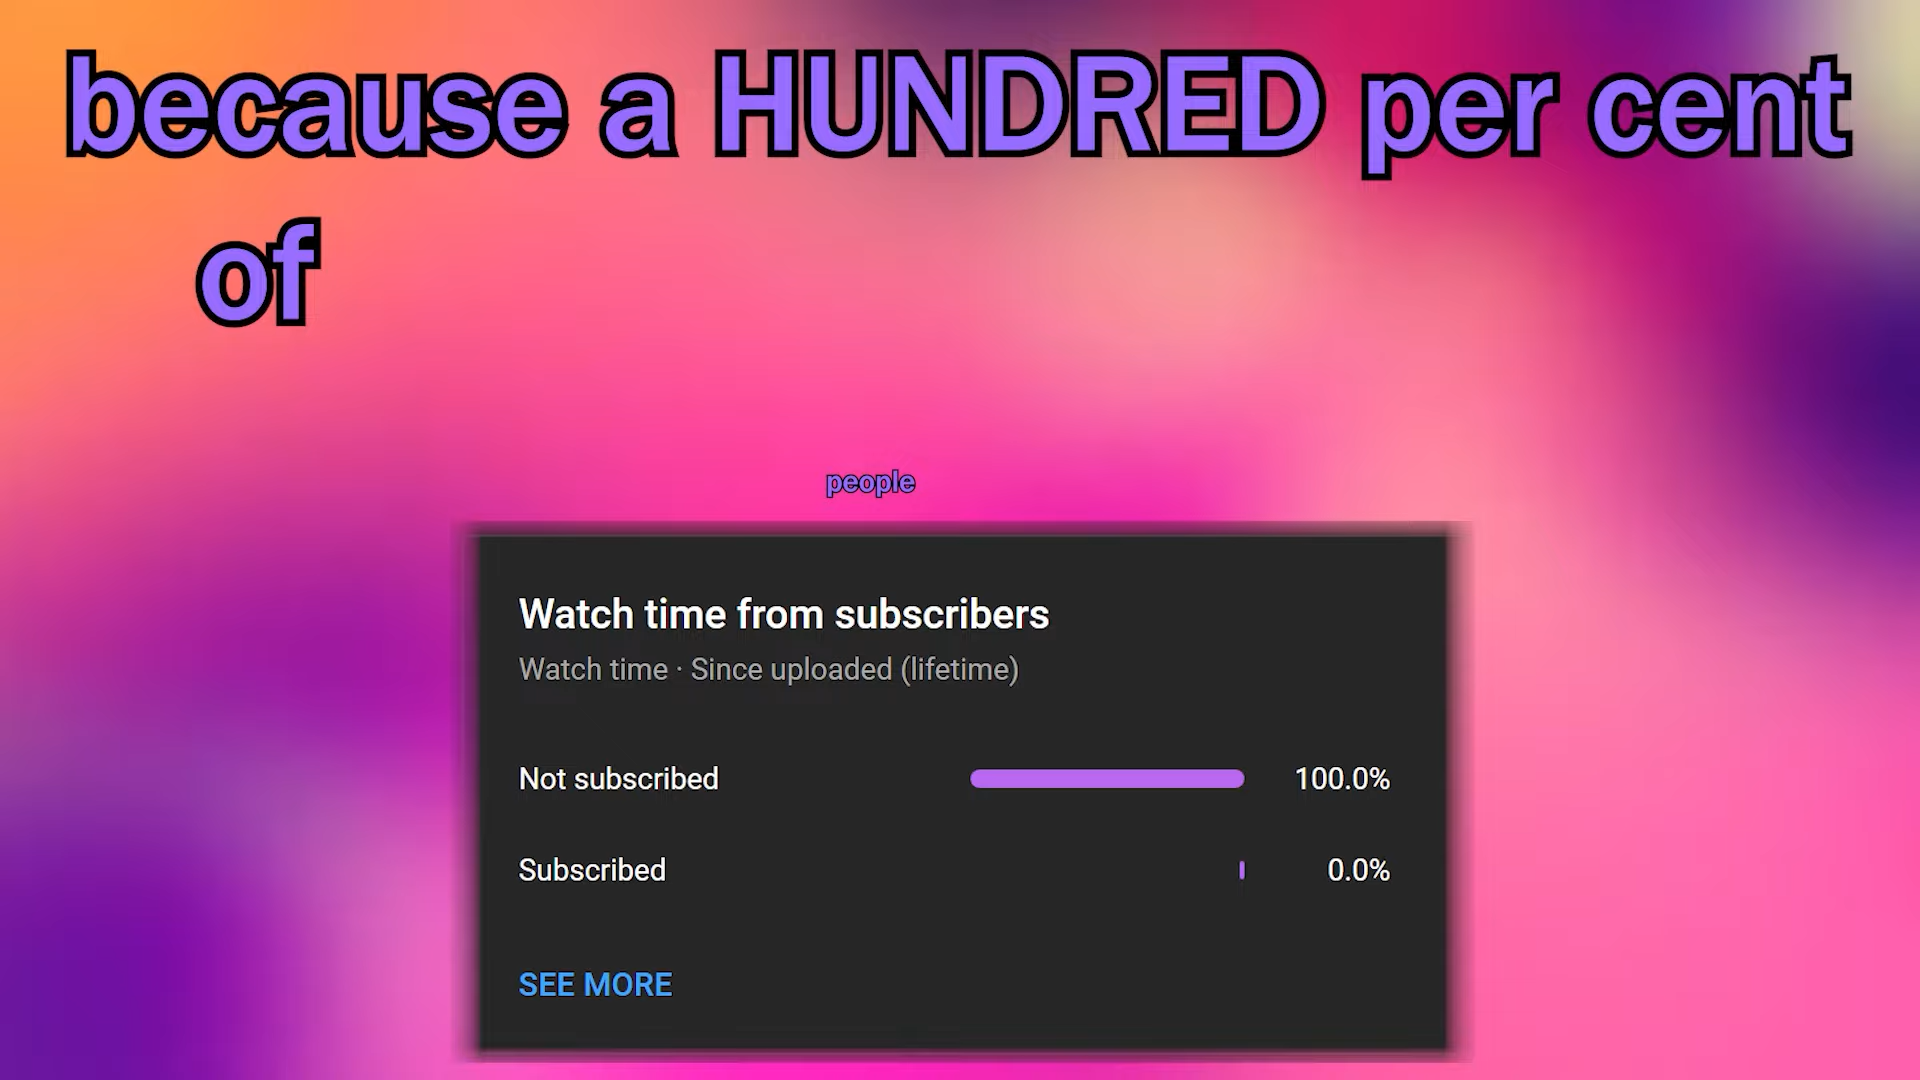 because a HUNDRED per cent
of
people
Watch time from subscribers
Watch time · Since uploaded (lifetime)
Not subscribed 100.0%
Subscribed 0.0%
SEE MORE